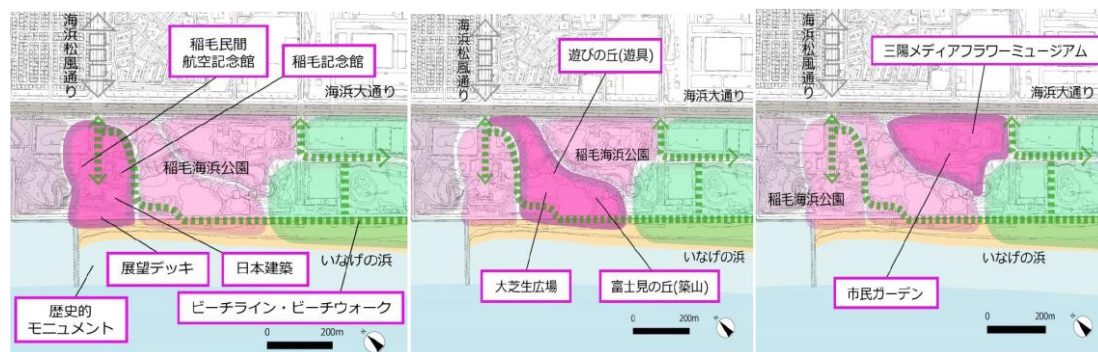 海浜松風通り
稲毛民間
航空記念館
稲毛記念館
海浜大通り
稲毛海浜公園
いなげの浜
展望デッキ
日本建築
ビーチライン・ビーチウォーク
歴史的
モニュメント
0
200m
海浜松風通り
遊びの丘(遊具)
海浜大通り
稲毛海浜公園
いなげの浜
大芝生広場
富士見の丘(築山)
0
200m
海浜松風通り
三陽メディアフラワーミュージアム
海浜大通り
稲毛海浜公園
いなげの浜
市民ガーデン
0
200m